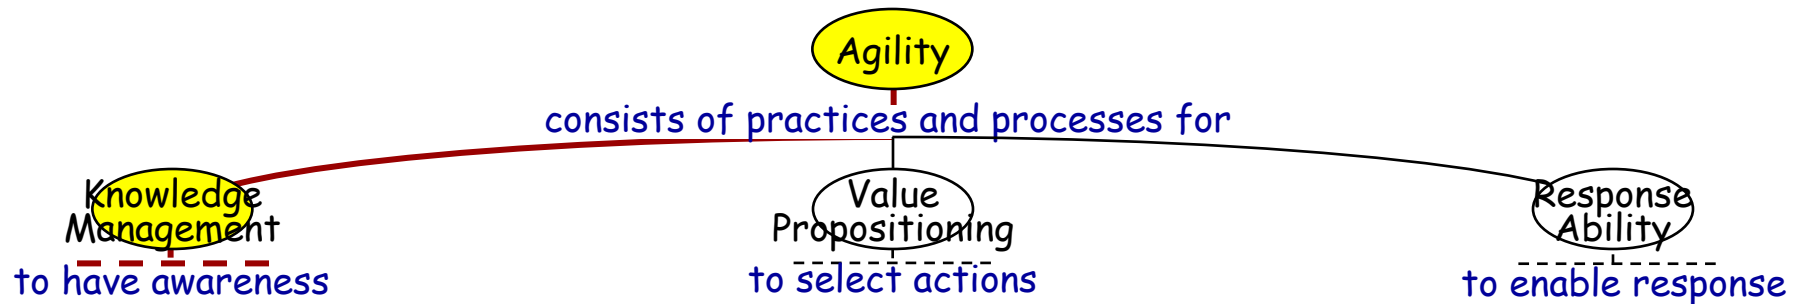 Agility
consists of practices and processes for
Knowledge
Management
to have awareness
Value
Propositioning
to select actions
Response
Ability
to enable response